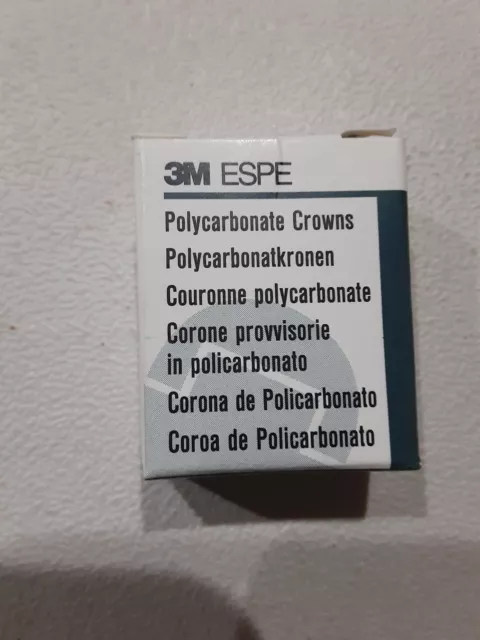 3M ESPE
Polycarbonate Crowns
Polycarbonatkronen
Couronne polycarbonate
Corone provvisorie
in policarbonato
Corona de Policarbonato
Coroa de Policarbonato